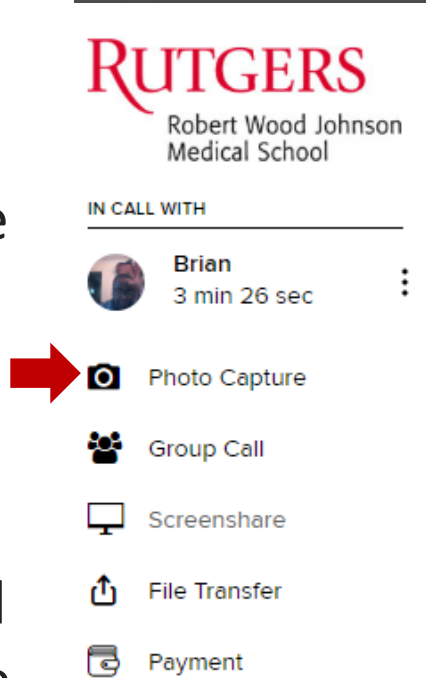 RUTGERS
Robert Wood Johnson
Medical School
IN CALL WITH
e
Brian
3 min 26 sec
Photo Capture
Group Call
Screenshare
File Transfer
Payment